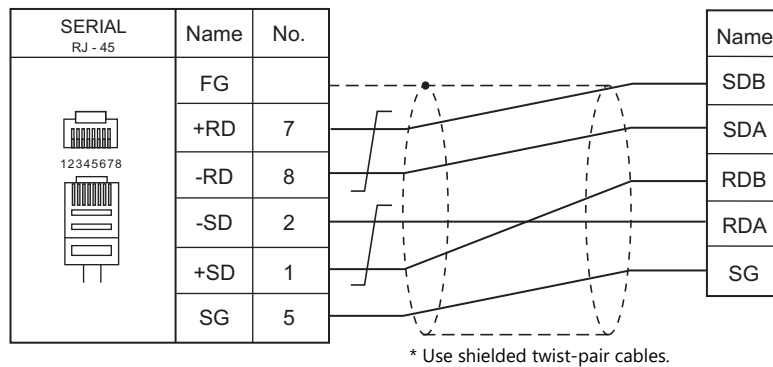 SERIAL
RJ - 45
Name No.
FG
+RD 7
-RD 8
-SD 2
+SD 1
SG 5
12345678
Name
SDB
SDA
RDB
RDA
SG
* Use shielded twist-pair cables.